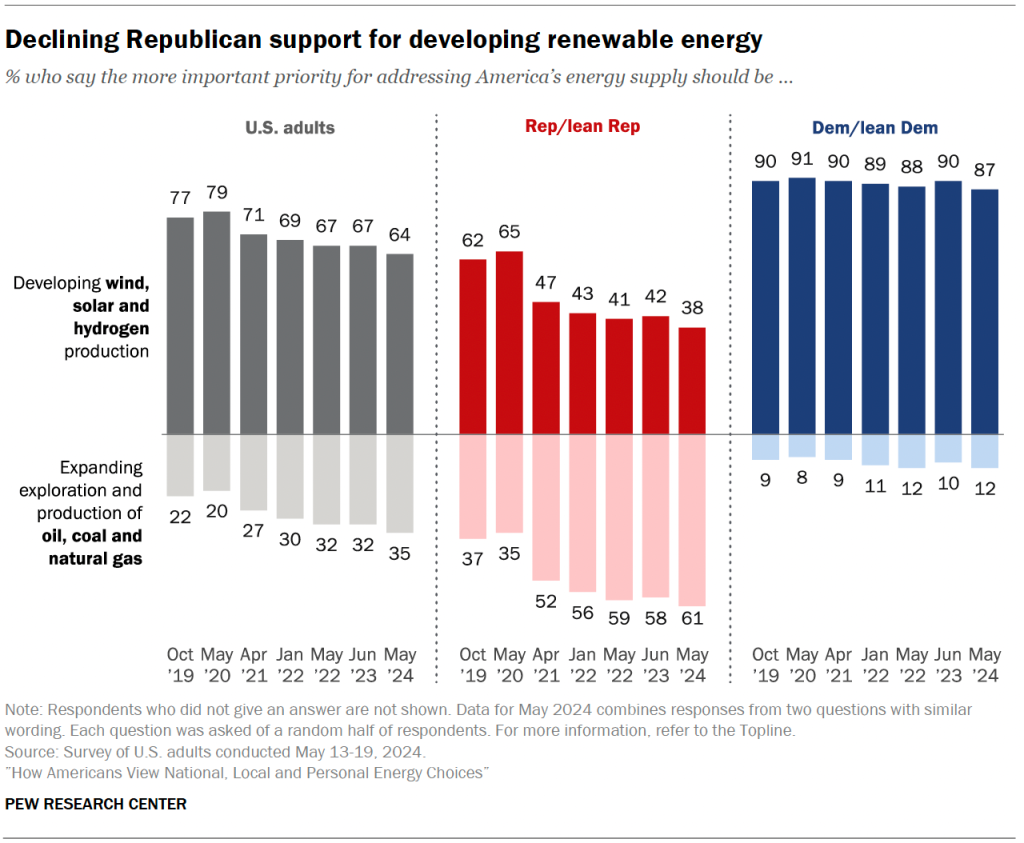 Declining Republican support for developing renewable energy
% who say the more important priority for addressing America's energy supply should be ...
U.S. adults
Rep/lean Rep
Dem/lean Dem
Developing wind,
solar and
hydrogen
production
77 79 71 69 67 67 64
62 65 47 43 41 42 38
90 91 90 89 88 90 87
Expanding
exploration and
production of
oil, coal and
natural gas
22 20 27 30 32 32 35
37 35 52 56 59 58 61
9 8 9 11 12 10 12
Oct May Apr Jan May Jun May
'19 '20 '21 '22 '22 '23 '24
Oct May Apr Jan May Jun May
'19 '20 '21 '22 '22 '23 '24
Oct May Apr Jan May Jun May
'19 '20 '21 '22 '22 '23 '24
Note: Respondents who did not give an answer are not shown. Data for May 2024 combines responses from two questions with similar
wording. Each question was asked of a random half of respondents. For more information, refer to the Topline.
Source: Survey of U.S. adults conducted May 13-19, 2024.
"How Americans View National, Local and Personal Energy Choices"
PEW RESEARCH CENTER